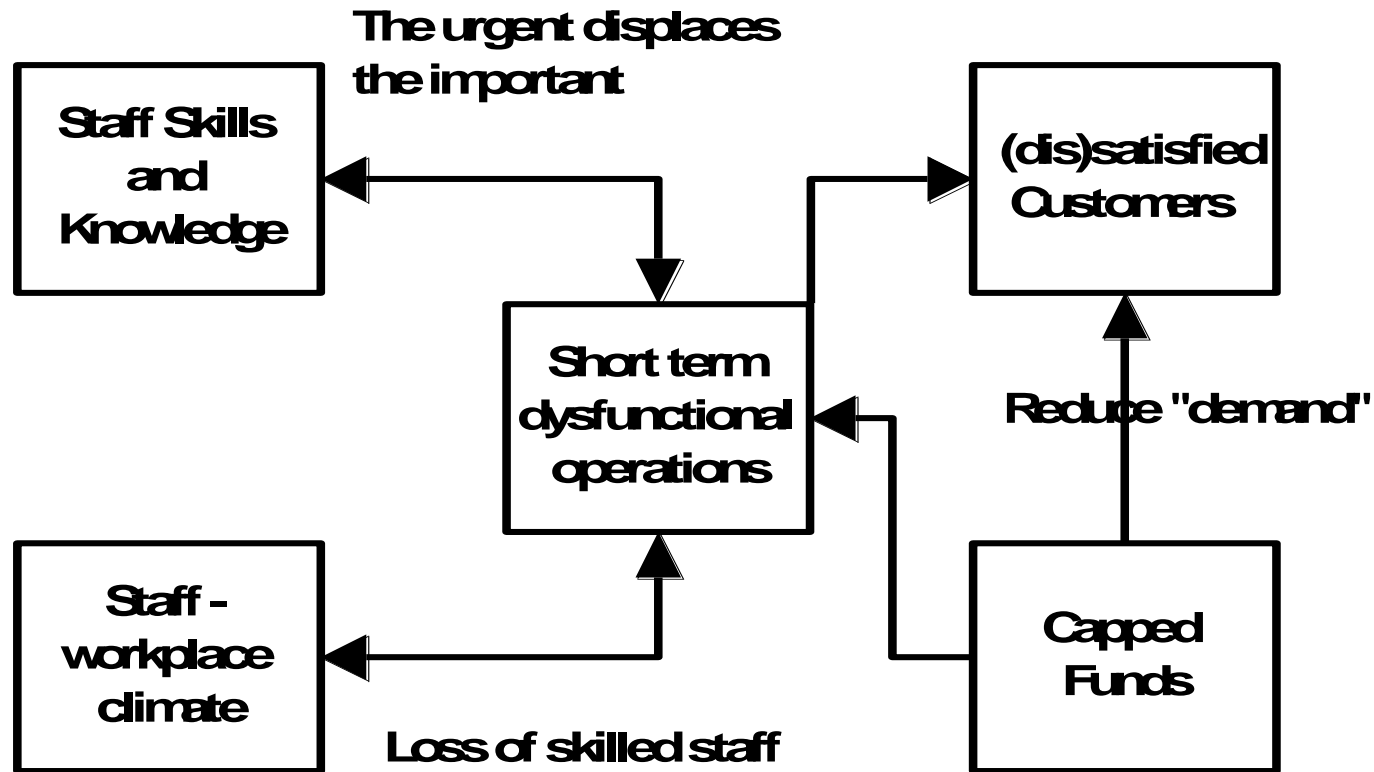 The urgent displaces
the important
Staff Skills
and
Knowledge
(dis)satisfied
Customers
Short term
dysfunctional
operations
Reduce "demand"
Staff -
workplace
climate
Capped
Funds
Loss of skilled staff